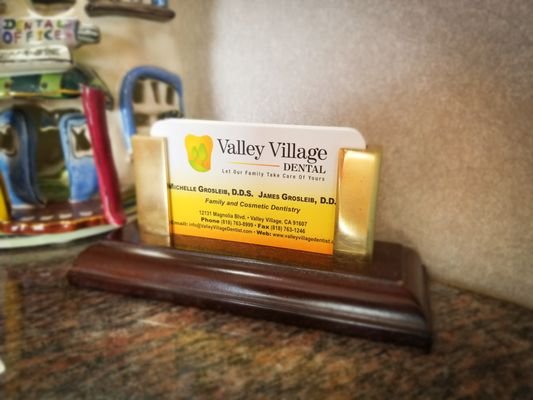 DENTAL
OFFICES
Valley Village
DENTAL
Let Our Family Take Care Of Yours
Michelle Grosleib, D.D.S. James Grosleib, D.D.
Family and Cosmetic Dentistry
12131 Magnolia Blvd. • Valley Village, CA 91607
Phone (818) 763-0999 • Fax (818) 763-1246
Email: info@ValleyVillageDentist.com • Web: www.valleyvillagedentist